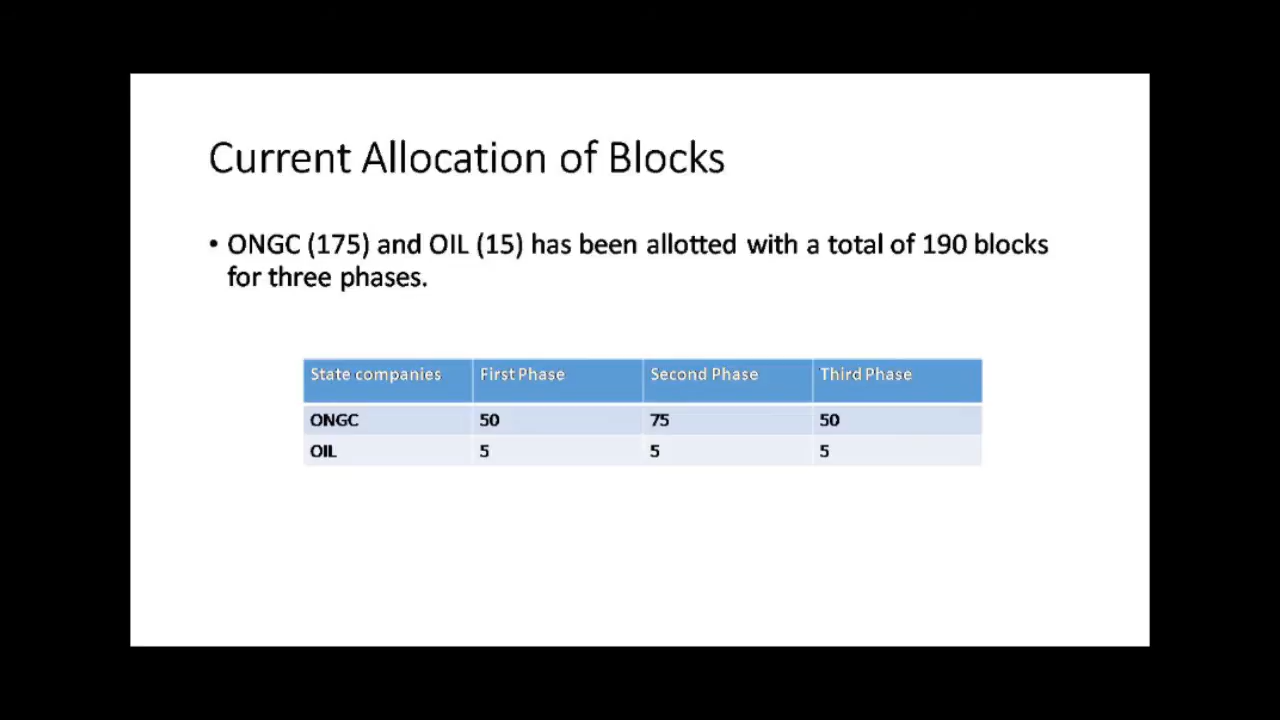 Current Allocation of Blocks
• ONGC (175) and OIL (15) has been allotted with a total of 190 blocks
for three phases.
State companies First Phase Second Phase Third Phase
ONGC 50 75 50
OIL 5 5 5